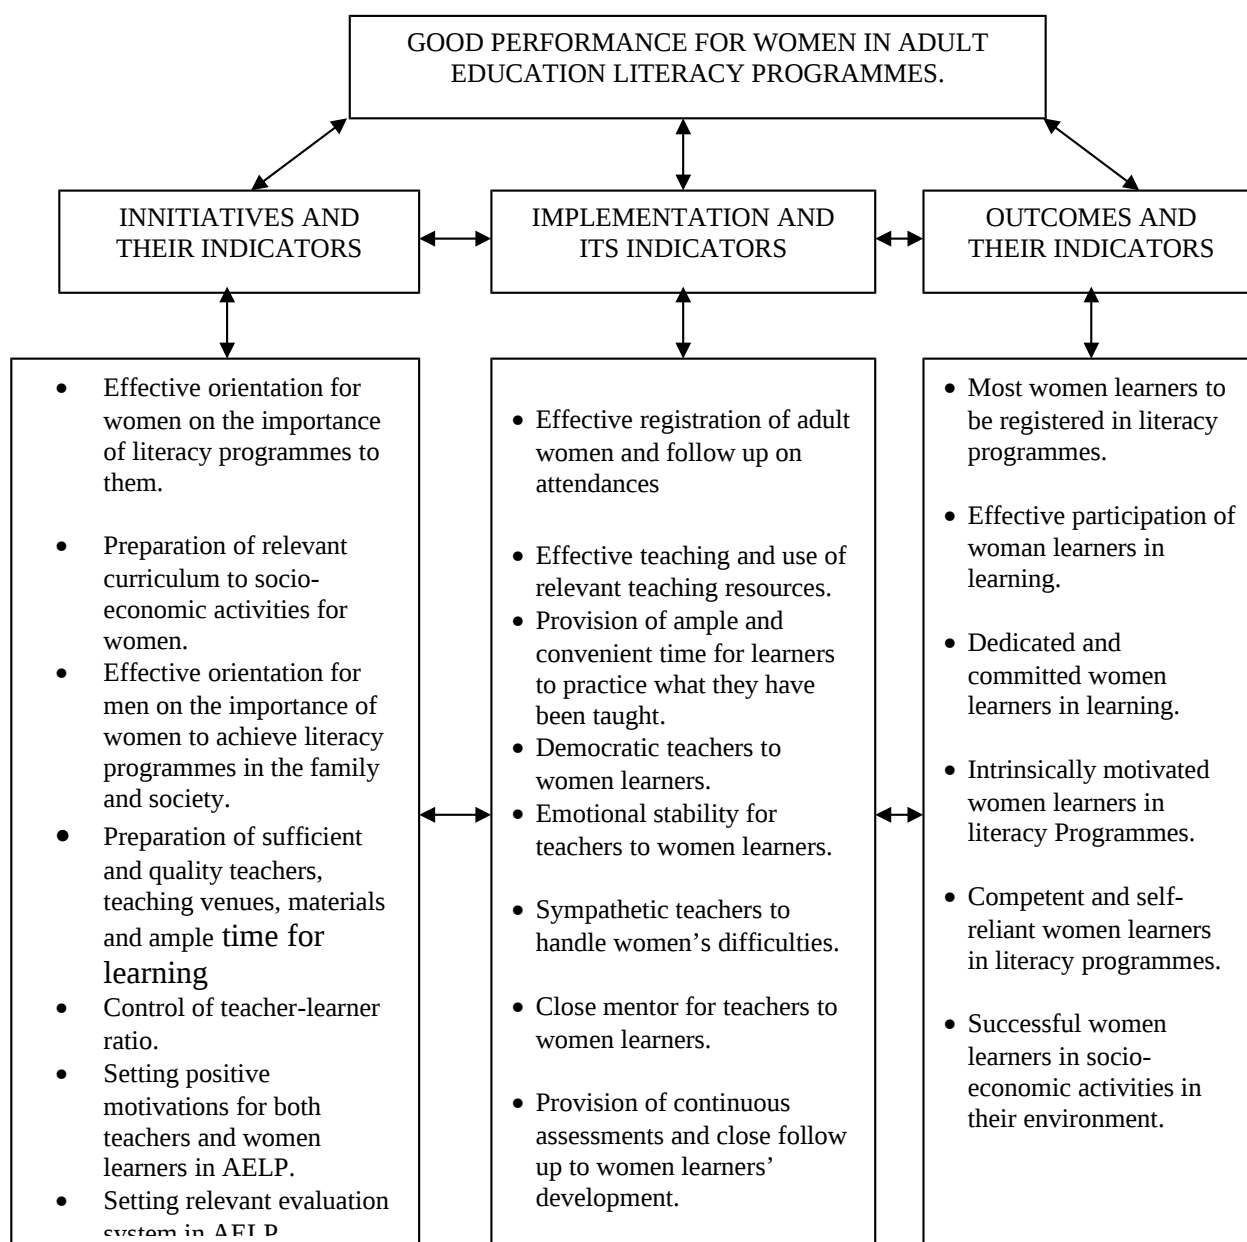 GOOD PERFORMANCE FOR WOMEN IN ADULT
EDUCATION LITERACY PROGRAMMES.
INNITIATIVES AND
THEIR INDICATORS
IMPLEMENTATION AND
ITS INDICATORS
OUTCOMES AND
THEIR INDICATORS
• Effective orientation for
women on the importance
of literacy programmes to
them.
• Preparation of relevant
curriculum to socio-
economic activities for
women.
• Effective orientation for
men on the importance of
women to achieve literacy
programmes in the family
and society.
• Preparation of sufficient
and quality teachers,
teaching venues, materials
and ample time for
learning
• Control of teacher-learner
ratio.
• Setting positive
motivations for both
teachers and women
learners in AELP.
• Setting relevant evaluation
system in AELP
• Effective registration of adult
women and follow up on
attendances
• Effective teaching and use of
relevant teaching resources.
• Provision of ample and
convenient time for learners
to practice what they have
been taught.
• Democratic teachers to
women learners.
• Emotional stability for
teachers to women learners.
• Sympathetic teachers to
handle women’s difficulties.
• Close mentor for teachers to
women learners.
• Provision of continuous
assessments and close follow
up to women learners’
development.
• Most women learners to
be registered in literacy
programmes.
• Effective participation of
woman learners in
learning.
• Dedicated and
committed women
learners in learning.
• Intrinsically motivated
women learners in
literacy Programmes.
• Competent and self-
reliant women learners
in literacy programmes.
• Successful women
learners in socio-
economic activities in
their environment.